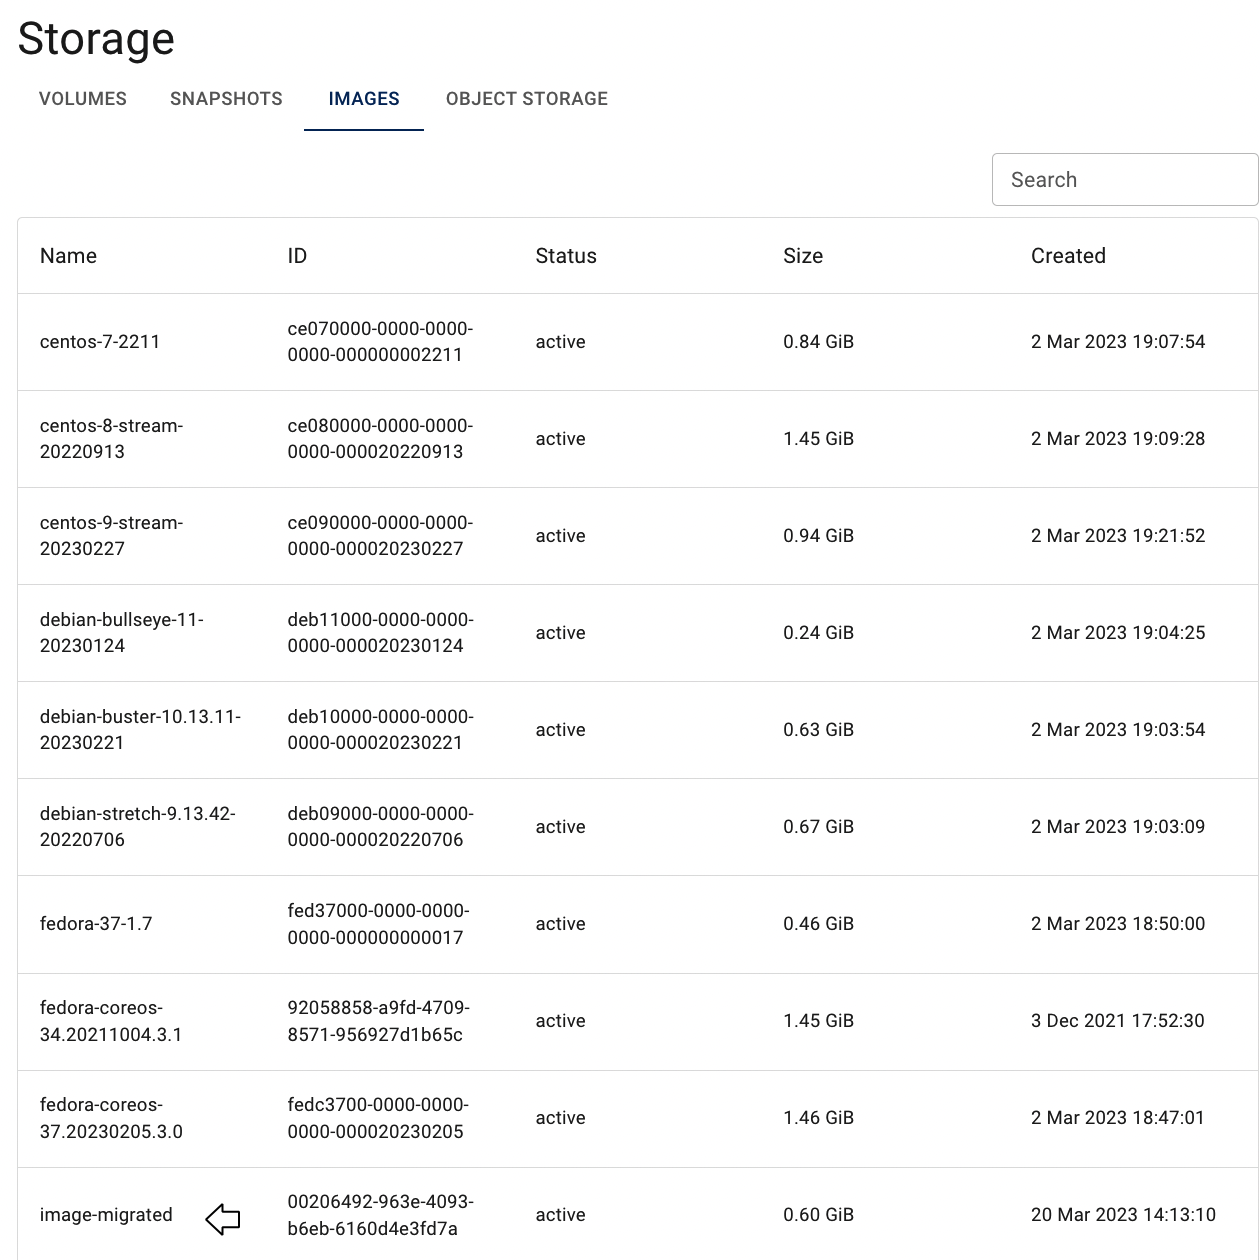 Storage
VOLUMES SNAPSHOTS IMAGES OBJECT STORAGE
Search
Name ID Status Size Created
centos-7-2211 ce070000-0000-0000-0000-000000002211 active 0.84 GiB 2 Mar 2023 19:07:54
centos-8-stream-20220913 ce080000-0000-0000-0000-000020220913 active 1.45 GiB 2 Mar 2023 19:09:28
centos-9-stream-20230227 ce090000-0000-0000-0000-000020230227 active 0.94 GiB 2 Mar 2023 19:21:52
debian-bullseye-11-20230124 deb11000-0000-0000-0000-000020230124 active 0.24 GiB 2 Mar 2023 19:04:25
debian-buster-10.13.11-20230221 deb10000-0000-0000-0000-000020230221 active 0.63 GiB 2 Mar 2023 19:03:54
debian-stretch-9.13.42-20220706 deb09000-0000-0000-0000-000020220706 active 0.67 GiB 2 Mar 2023 19:03:09
fedora-37-1.7 fed37000-0000-0000-0000-000000000017 active 0.46 GiB 2 Mar 2023 18:50:00
fedora-coreos-34.20211004.3.1 92058858-a9fd-4709-8571-956927d1b65c active 1.45 GiB 3 Dec 2021 17:52:30
fedora-coreos-37.20230205.3.0 fedc3700-0000-0000-0000-000020230205 active 1.46 GiB 2 Mar 2023 18:47:01
image-migrated 00206492-963e-4093-b6eb-6160d4e3fd7a active 0.60 GiB 20 Mar 2023 14:13:10